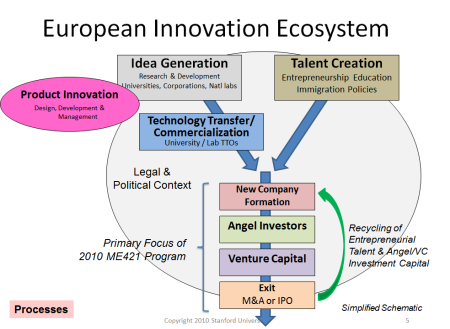 European Innovation Ecosystem
Idea Generation
Research & Development
Universities, Corporations, Natl labs
Talent Creation
Entrepreneurship Education
Immigration Policies
Product Innovation
Design, Development &
Management
Technology Transfer/
Commercialization
University / Lab TTOs
Legal &
Political Context
New Company
Formation
Angel Investors
Venture Capital
Exit
M&A or IPO
Primary Focus of
2010 ME421 Program
Recycling of
Entrepreneurial
Talent & Angel/VC
Investment Capital
Simplified Schematic
Processes
Copyright 2010 Stanford
5